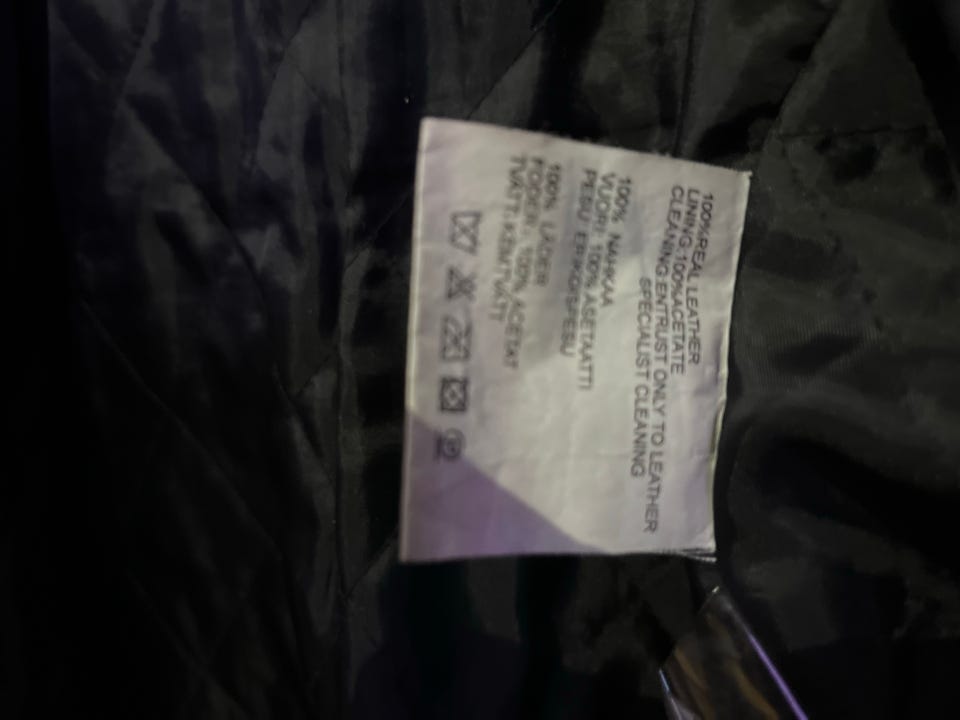 100%REAL LEATHER
LINING:100%ACETATE
CLEANING:ENTRUST ONLY TO LEATHER
SPECIALIST CLEANING
100% NAHKAA
VUORI: 100% ASETAATTI
PESU: ERIKOISPESU
100% LÄDER
FODER: 100% ACETAT
TVÄTT:KEMTVÄTT